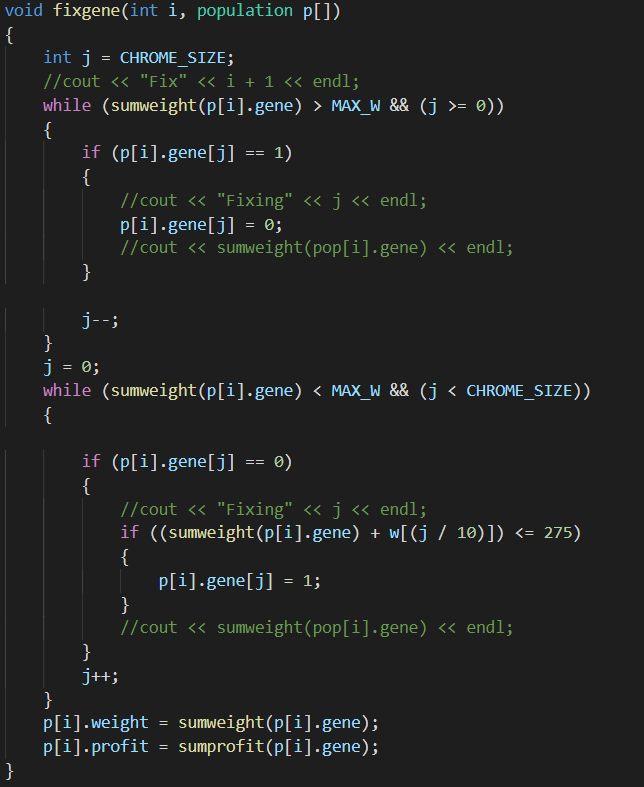 void fixgene(int i, population p[])
{
    int j = CHROME_SIZE;
    //cout << "Fix" << i + 1 << endl;
    while (sumweight(p[i].gene) > MAX_W && (j >= 0))
    {
        if (p[i].gene[j] == 1)
        {
            //cout << "Fixing" << j << endl;
            p[i].gene[j] = 0;
            //cout << sumweight(pop[i].gene) << endl;
        }

        j--;
    }
    j = 0;
    while (sumweight(p[i].gene) < MAX_W && (j < CHROME_SIZE))
    {

        if (p[i].gene[j] == 0)
        {
            //cout << "Fixing" << j << endl;
            if ((sumweight(p[i].gene) + w[(j / 10)]) <= 275)
            {
                p[i].gene[j] = 1;
            }
            //cout << sumweight(pop[i].gene) << endl;
        }
        j++;
    }
    p[i].weight = sumweight(p[i].gene);
    p[i].profit = sumprofit(p[i].gene);
}